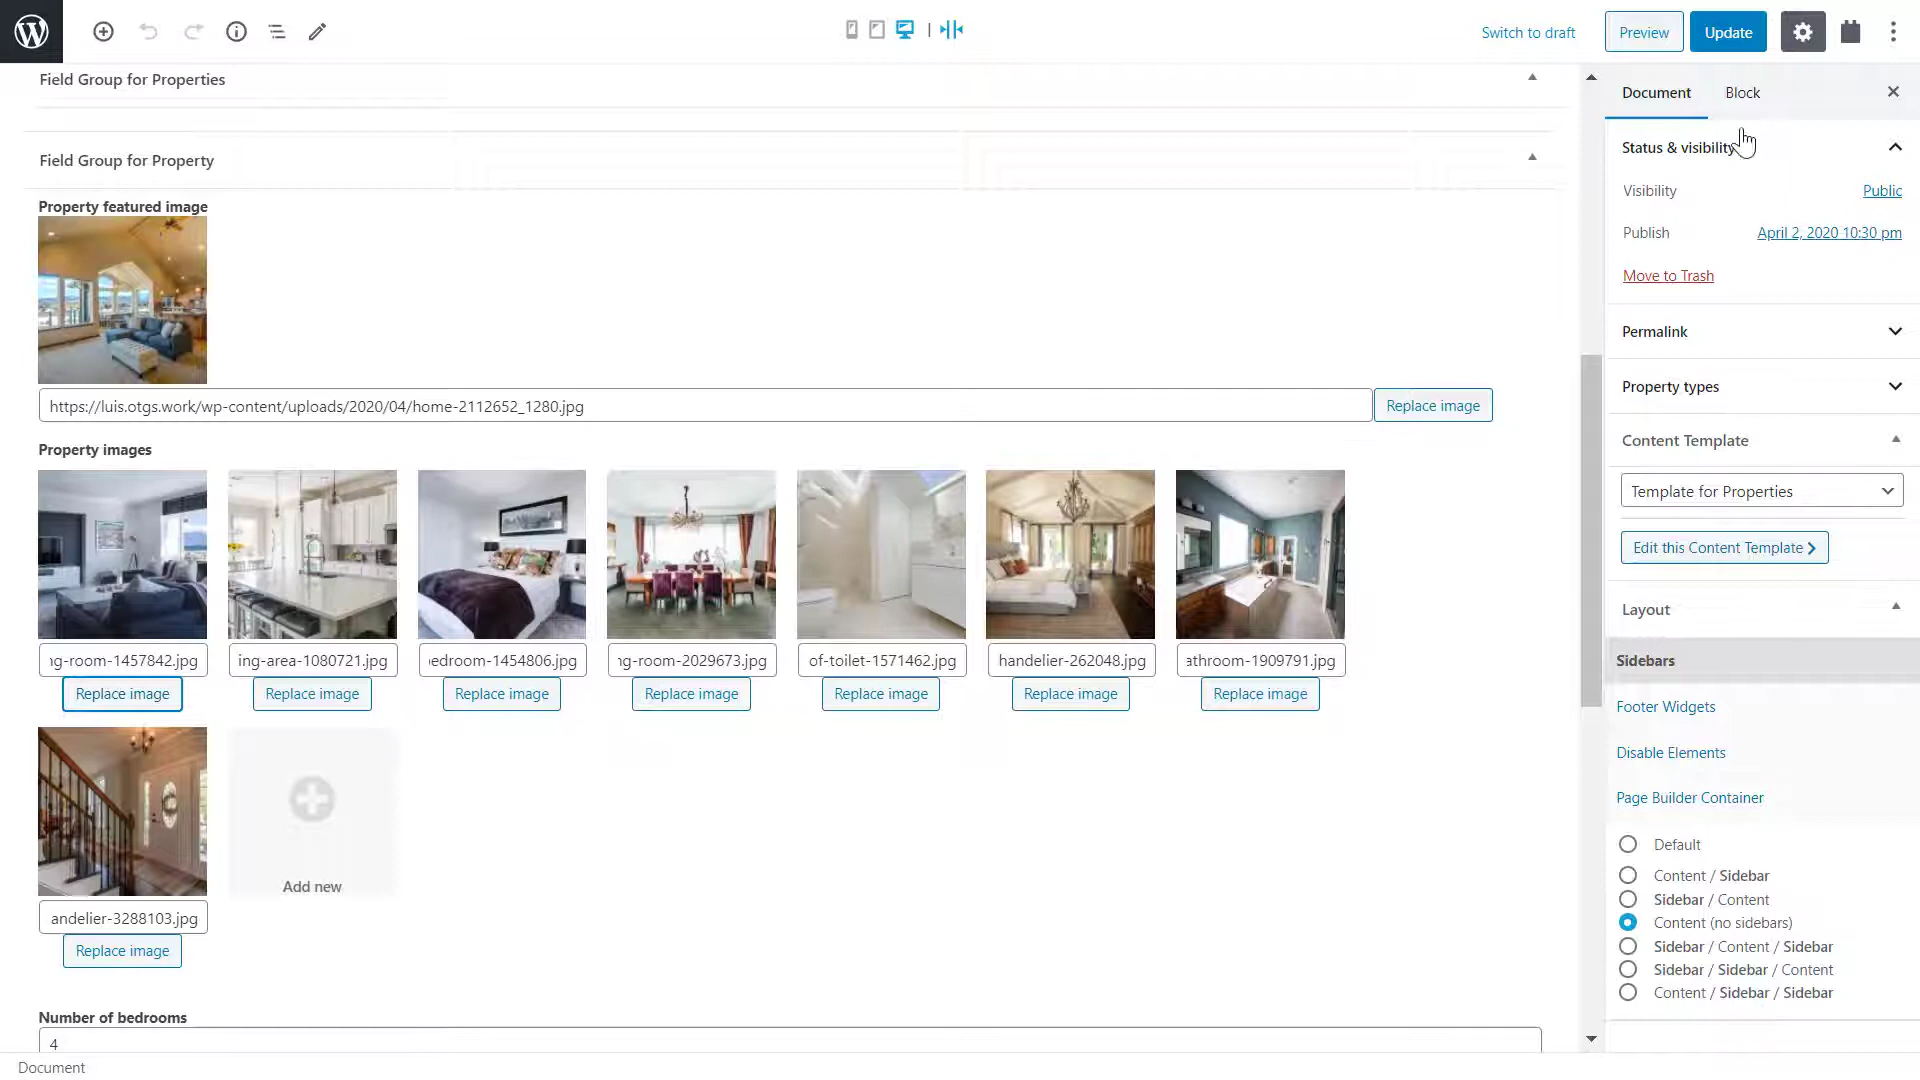 Switch to draft
Preview
Update
Field Group for Properties
Field Group for Property
Property featured image
https://luis.otgs.work/wp-content/uploads/2020/04/home-2112652_1280.jpg
Replace image
Property images
ng-room-1457842.jpg
ing-area-1080721.jpg
edroom-1454806.jpg
ng-room-2029673.jpg
of-toilet-1571462.jpg
handelier-262048.jpg
athroom-1909791.jpg
Replace image
Replace image
Replace image
Replace image
Replace image
Replace image
Replace image
Add new
andelier-3288103.jpg
Replace image
Number of bedrooms
4
Document
Document
Block
Status & visibility
Visibility
Public
Publish
April 2, 2020 10:30 pm
Move to Trash
Permalink
Property types
Content Template
Template for Properties
Edit this Content Template
Layout
Sidebars
Footer Widgets
Disable Elements
Page Builder Container
Default
Content / Sidebar
Sidebar / Content
Content (no sidebars)
Sidebar / Content / Sidebar
Sidebar / Sidebar / Content
Content / Sidebar / Sidebar